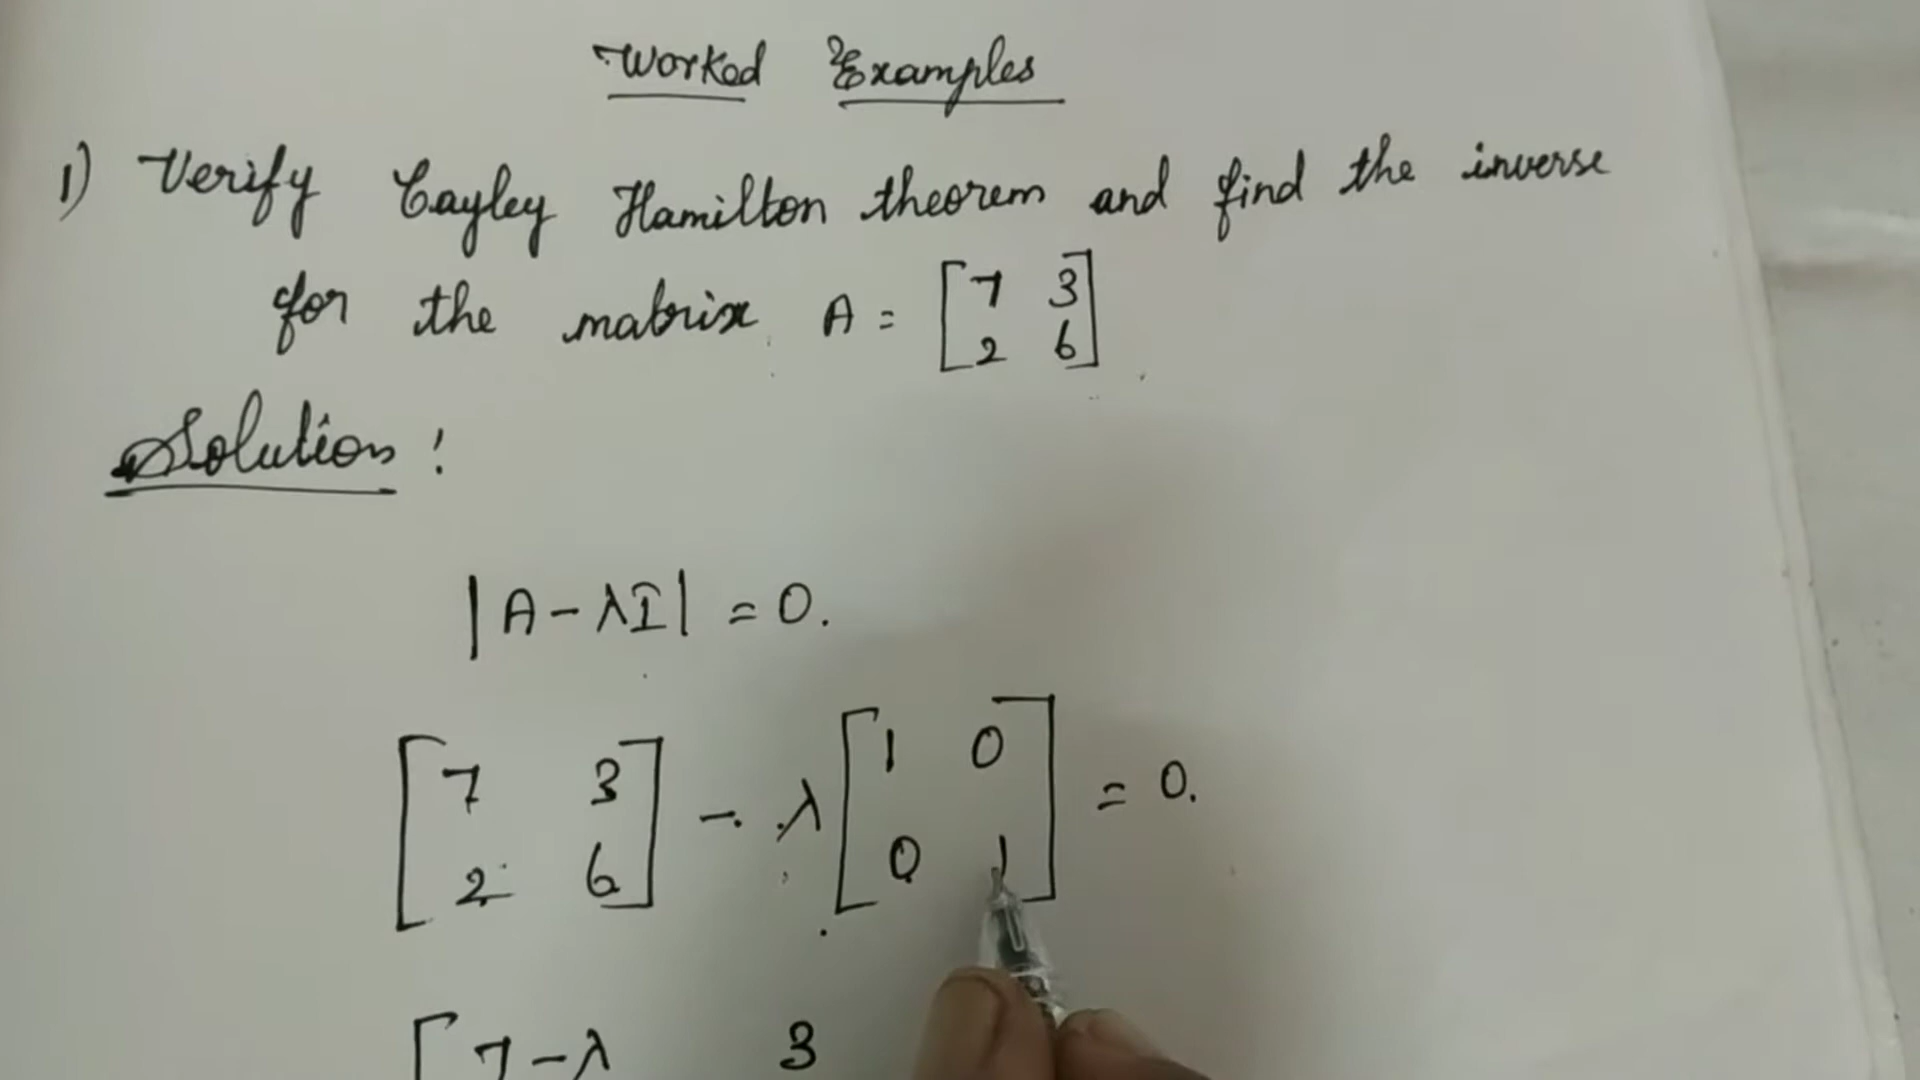 Worked Examples
1) Verify Cayley Hamilton theorem and find the inverse
for the matrix A = [7 3
2 6]
Solution :
|A - λI| = 0.
[7 3
2 6] - λ [1 0
0 1] = 0.
[7 - λ 3